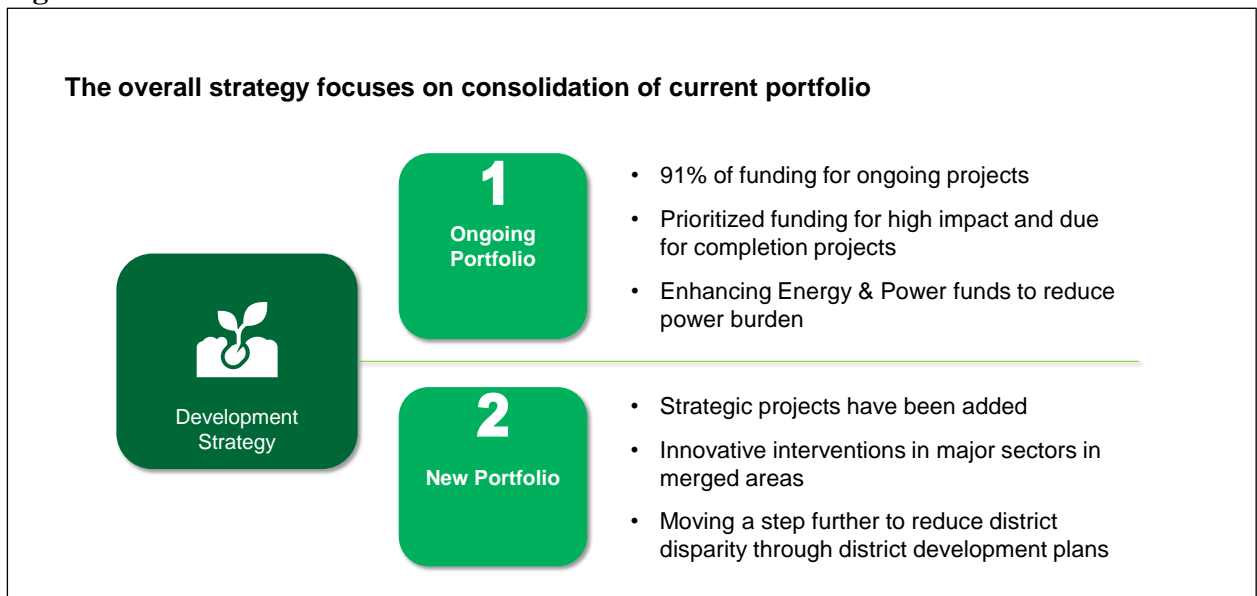 The overall strategy focuses on consolidation of current portfolio
Development
Strategy
1
Ongoing
Portfolio
• 91% of funding for ongoing projects
• Prioritized funding for high impact and due
for completion projects
• Enhancing Energy & Power funds to reduce
power burden
2
New Portfolio
• Strategic projects have been added
• Innovative interventions in major sectors in
merged areas
• Moving a step further to reduce district
disparity through district development plans